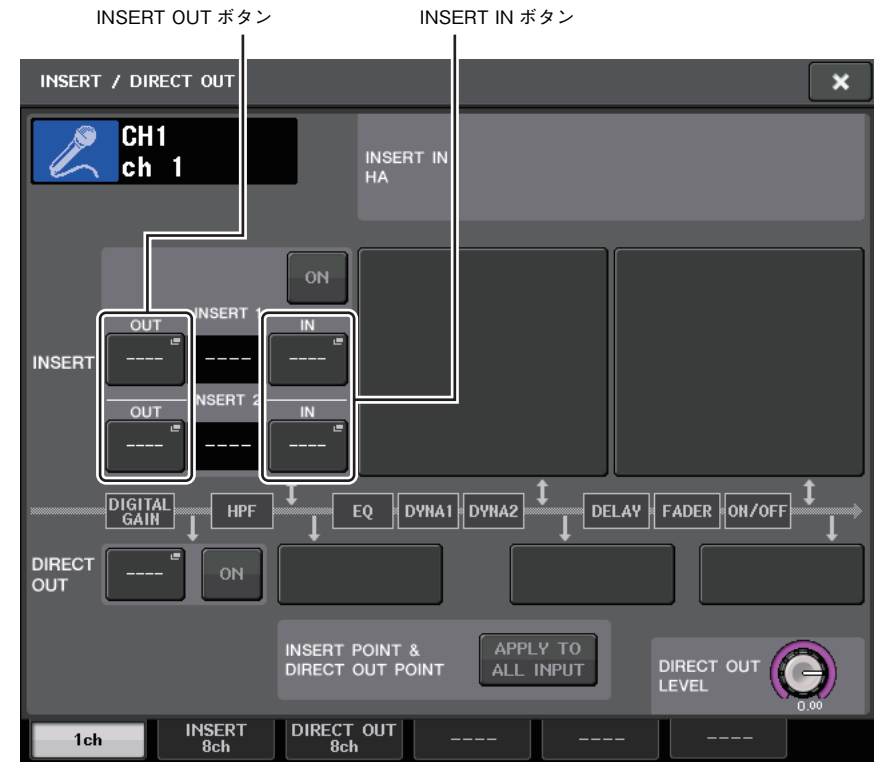 INSERT OUT ボタン
INSERT IN ボタン
INSERT / DIRECT OUT
CH1
ch 1
INSERT IN
HA
ON
INSERT 1
OUT
IN
INSERT
----
----
----
INSERT 2
OUT
IN
----
----
----
DIGITAL
GAIN
HPF
EQ
DYNA1
DYNA2
DELAY
FADER
ON/OFF
DIRECT
OUT
----
ON
INSERT POINT &
DIRECT OUT POINT
APPLY TO
ALL INPUT
DIRECT OUT
LEVEL
0.00
1ch
INSERT
8ch
DIRECT OUT
8ch
----
----
----